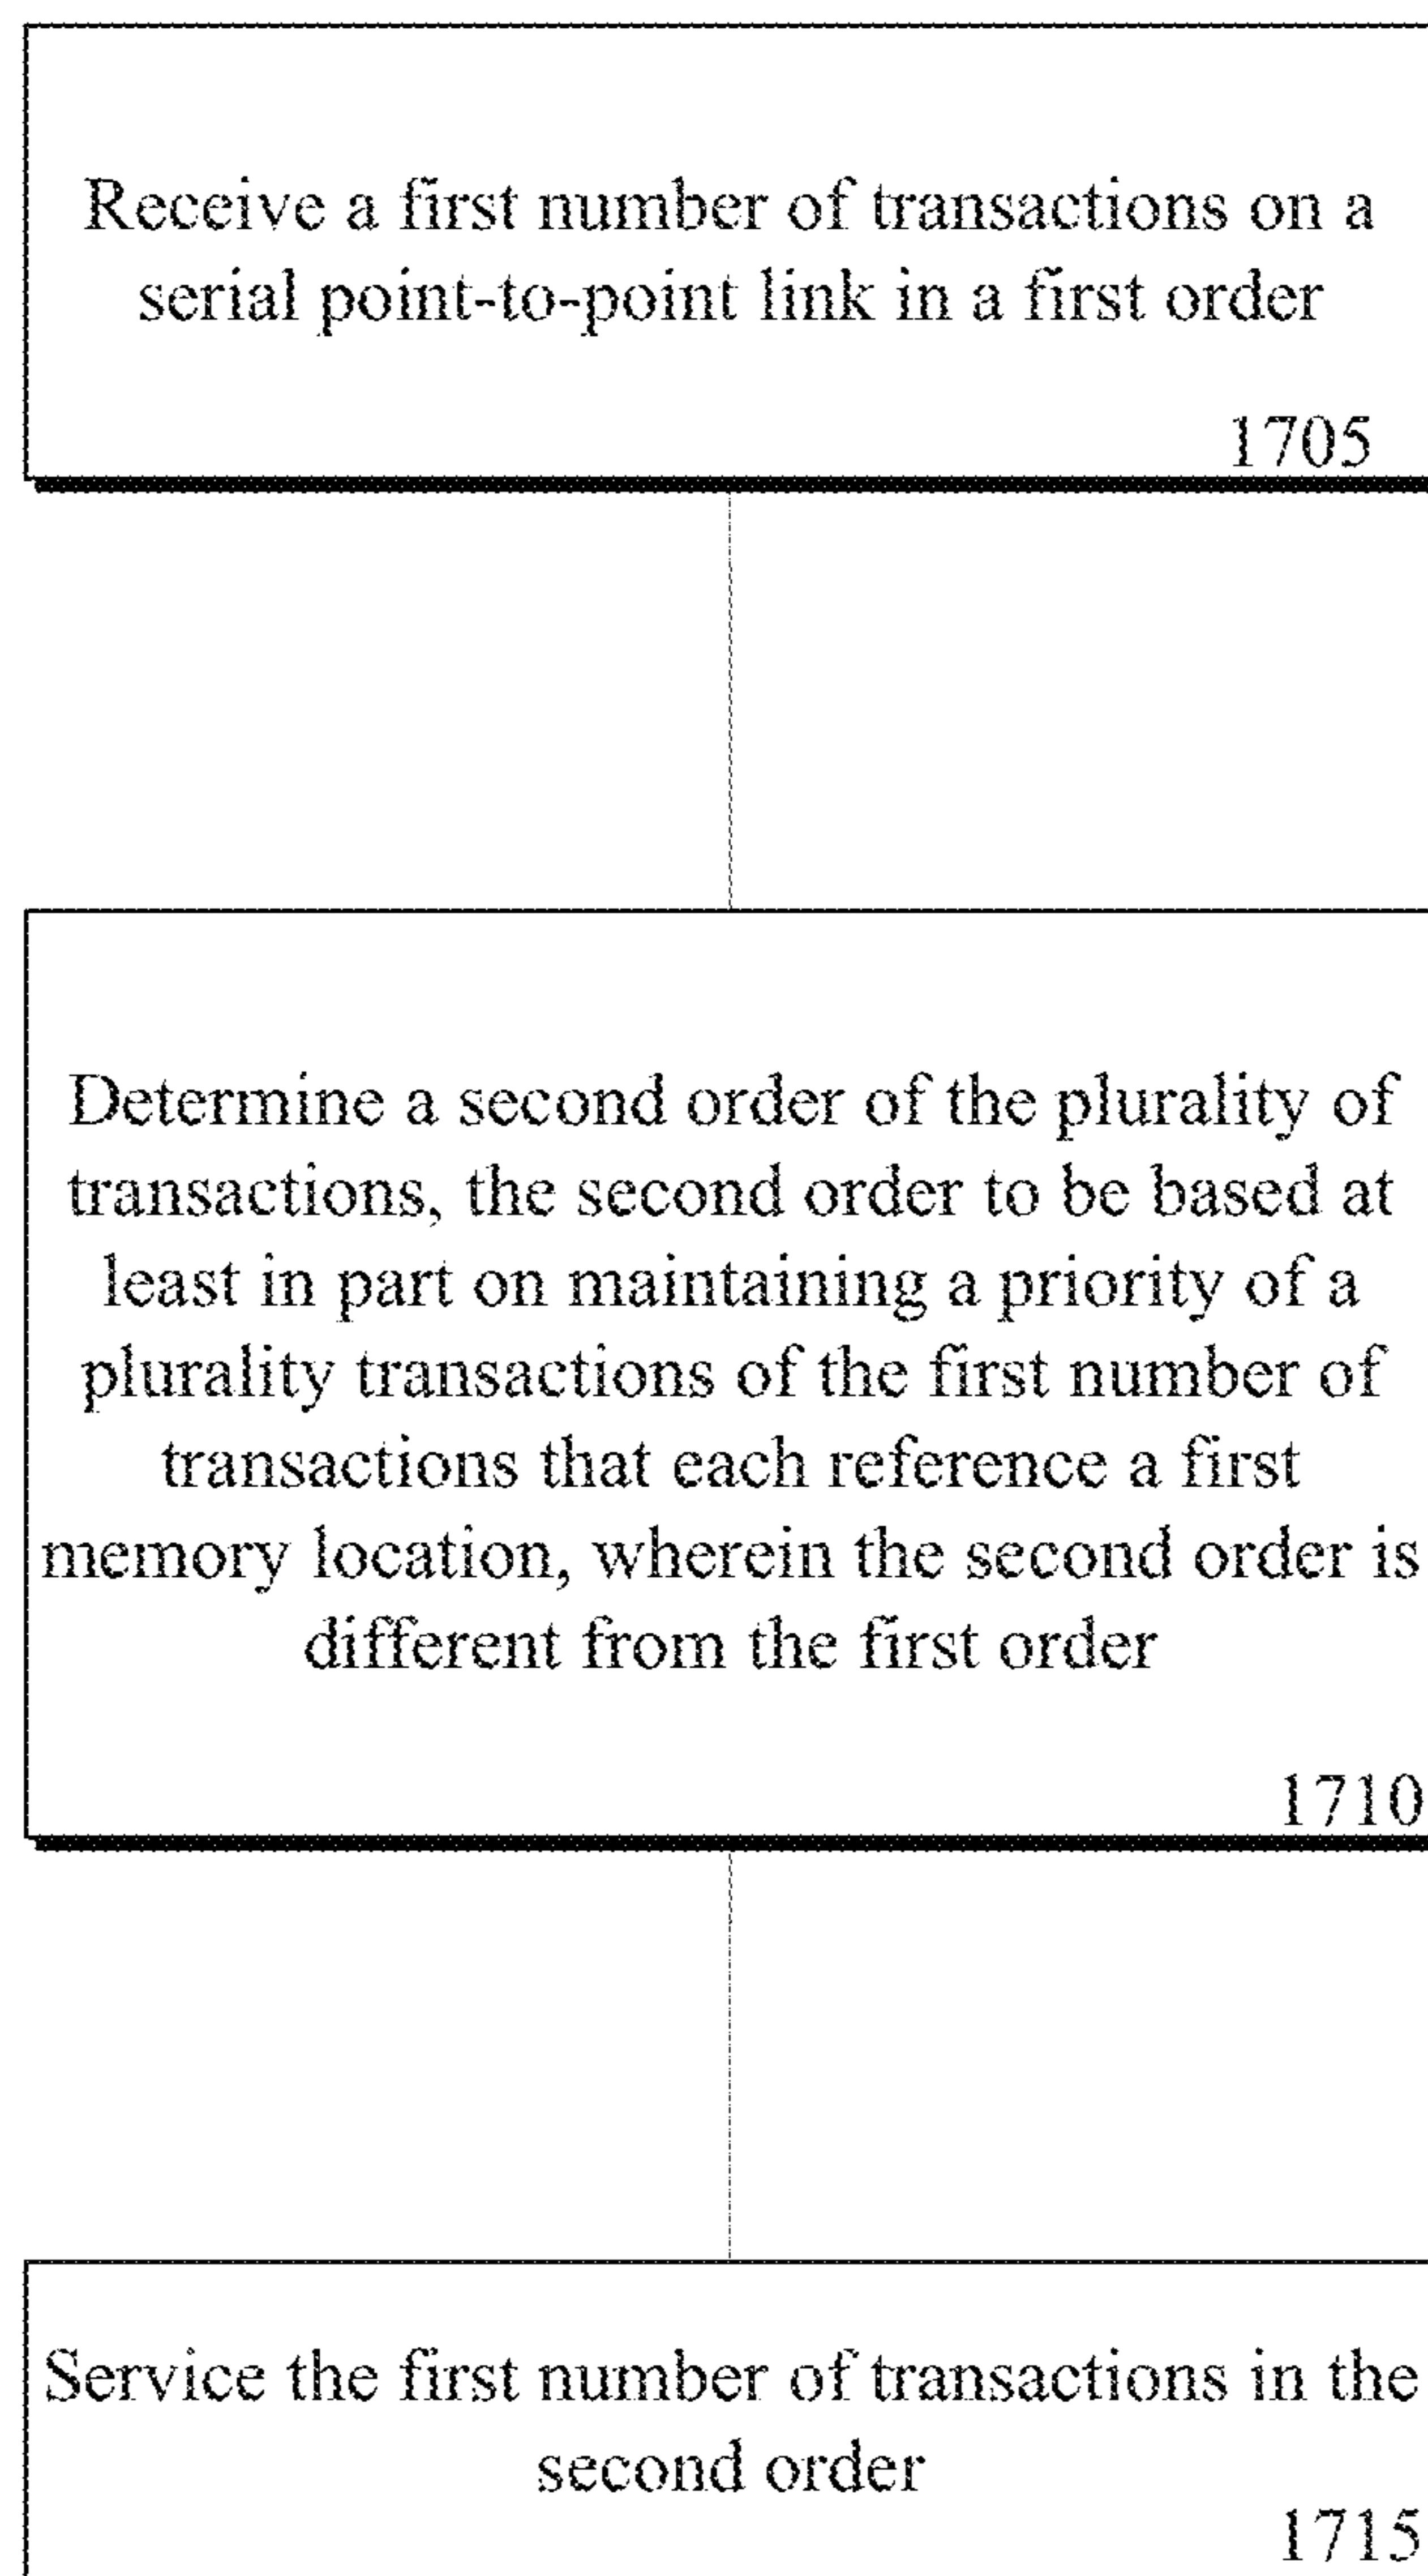 Receive a first number of transactions on a
serial point-to-point link in a first order
1705
Determine a second order of the plurality of
transactions, the second order to be based at
least in part on maintaining a priority of a
plurality transactions of the first number of
transactions that each reference a first
memory location, wherein the second order is
different from the first order
1710
Service the first number of transactions in the
second order
1715